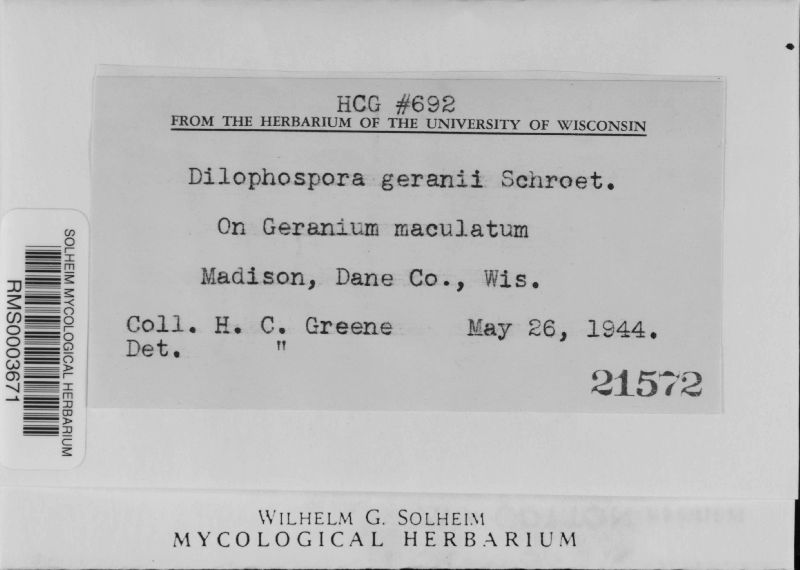 HCG #692
FROM THE HERBARIUM OF THE UNIVERSITY OF WISCONSIN
Dilophospora geranii Schroet.
On Geranium maculatum
Madison, Dane Co., Wis.
Coll. H. C. Greene May 26, 1944.
Det. "
21572
SOLHEIM MYCOLOGICAL HERBARIUM
RMS0003671
WILHELM G. SOLHEIM
MYCOLOGICAL HERBARIUM